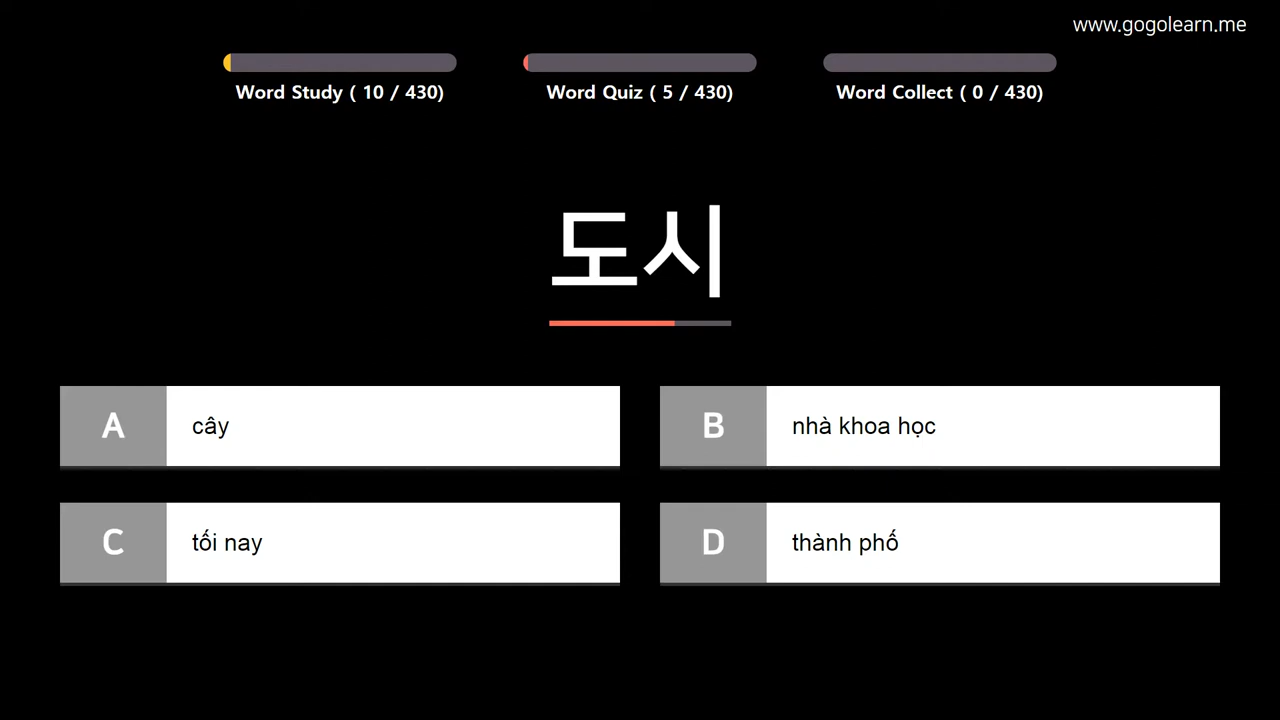 www.gogolearn.me
Word Study ( 10 / 430)
Word Quiz ( 5 / 430)
Word Collect ( 0 / 430)
도시
A cây
B nhà khoa học
C tối nay
D thành phố